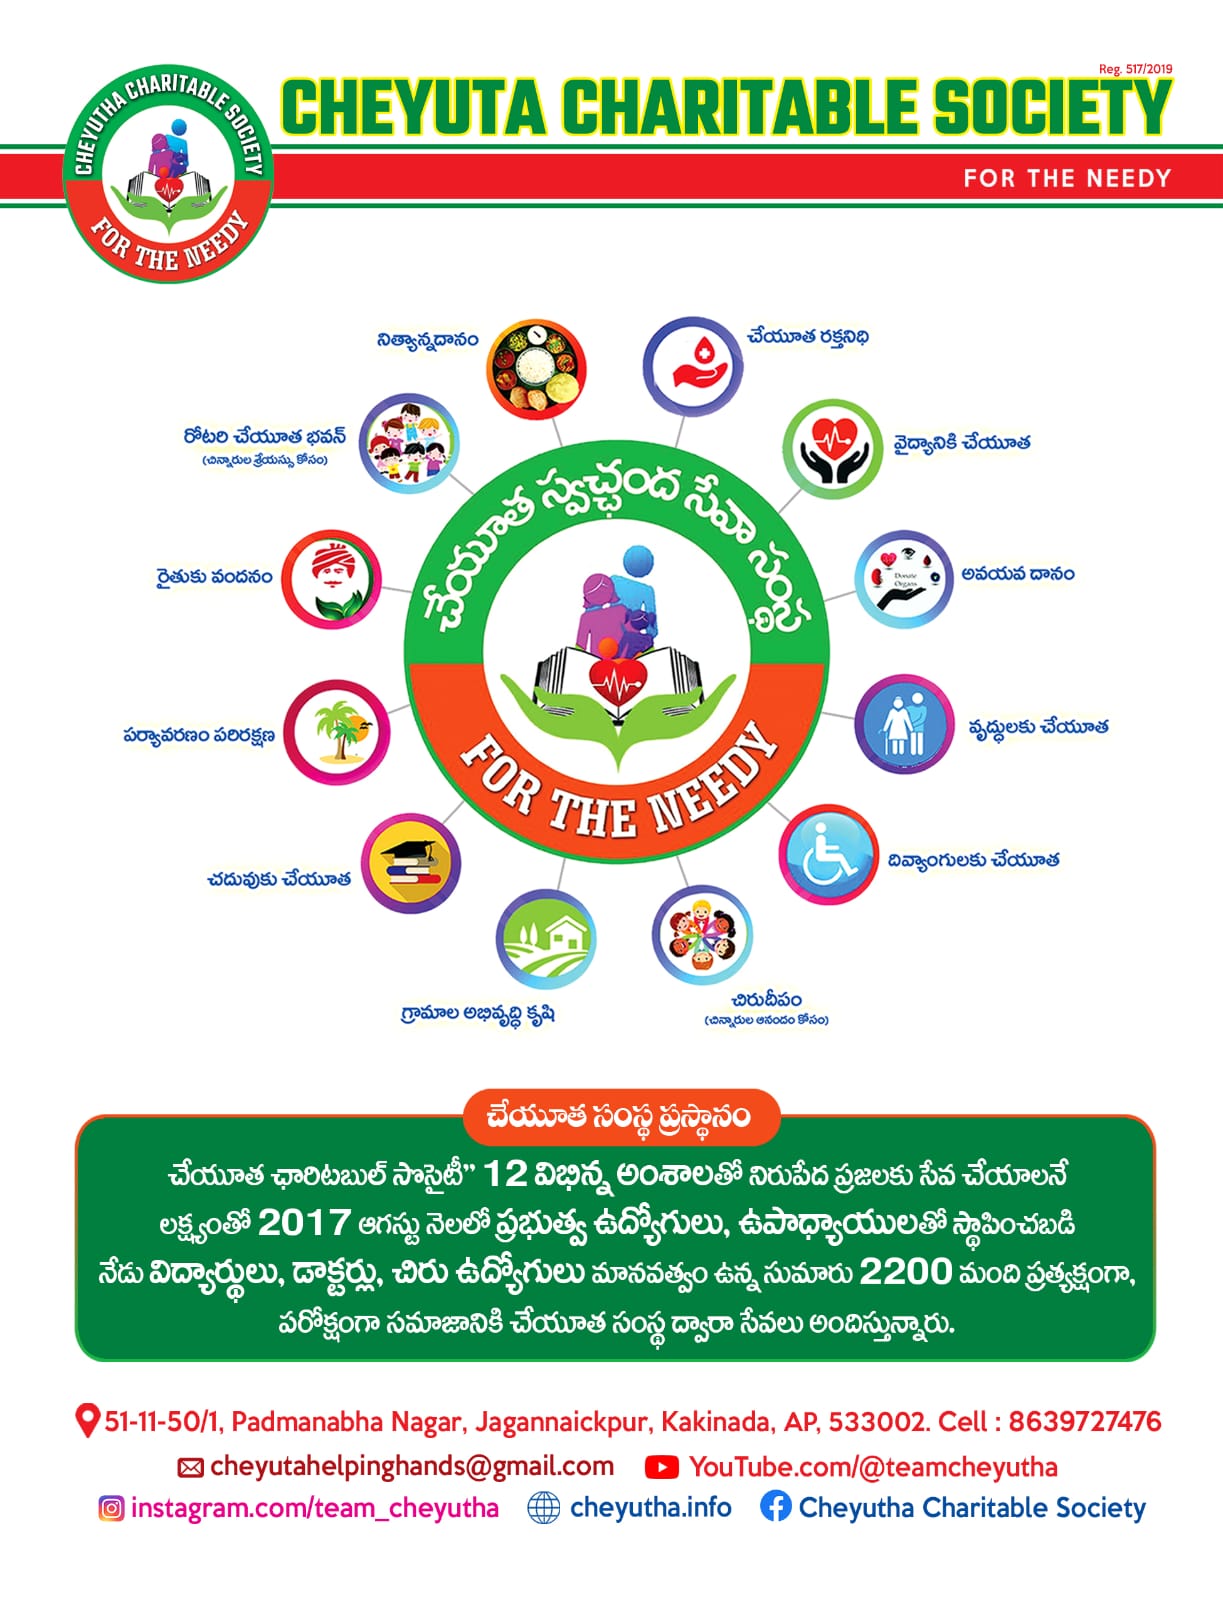 Reg. 517/2019
CHEYUTA CHARITABLE SOCIETY
FOR THE NEEDY
CHEYUTHA CHARITABLE SOCIETY
FOR THE NEEDY
నిత్యాన్నదానం
చేయూత రక్తనిధి
రోటరి చేయూత భవన్
(చిన్నారుల శ్రేయస్సు కోసం)
వైద్యానికి చేయూత
రైతుకు వందనం
Donate
Organs
అవయవ దానం
చేయూత స్వచ్ఛంద సేవా సంస్థ
FOR THE NEEDY
పర్యావరణం పరిరక్షణ
వృద్ధులకు చేయూత
చదువుకు చేయూత
దివ్యాంగులకు చేయూత
గ్రామాల అభివృద్ధి కృషి
చిరుదీపం
(చిన్నారుల ఆనందం కోసం)
చేయూత సంస్థ ప్రస్థానం
చేయూత ఛారిటబుల్ సొసైటీ" 12 విభిన్న అంశాలతో నిరుపేద ప్రజలకు సేవ చేయాలనే
లక్ష్యంతో 2017 ఆగస్టు నెలలో ప్రభుత్వ ఉద్యోగులు, ఉపాధ్యాయులతో స్థాపించబడి
నేడు విద్యార్థులు, డాక్టర్లు, చిరు ఉద్యోగులు మానవత్వం ఉన్న సుమారు 2200 మంది ప్రత్యక్షంగా,
పరోక్షంగా సమాజానికి చేయూత సంస్థ ద్వారా సేవలు అందిస్తున్నారు.
51-11-50/1, Padmanabha Nagar, Jagannaickpur, Kakinada, AP, 533002. Cell : 8639727476
cheyutahelpinghands@gmail.com YouTube.com/@teamcheyutha
instagram.com/team_cheyutha cheyutha.info Cheyutha Charitable Society